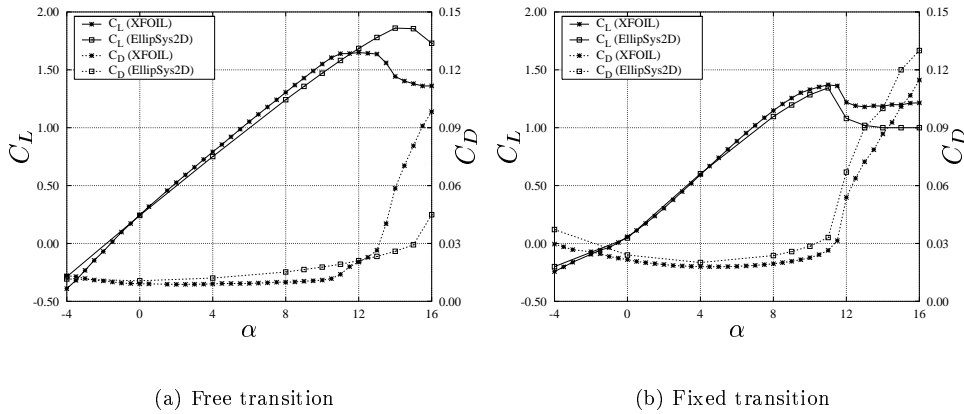 2.00
1.50
1.00
0.50
0.00
-0.50
0.15
0.12
0.09
0.06
0.03
0.00
-4 0 4 8 12 16
C_L
C_D
α
C_L (XFOIL)
C_L (EllipSys2D)
C_D (XFOIL)
C_D (EllipSys2D)
(a) Free transition
2.00
1.50
1.00
0.50
0.00
-0.50
0.15
0.12
0.09
0.06
0.03
0.00
-4 0 4 8 12 16
C_L
C_D
α
C_L (XFOIL)
C_L (EllipSys2D)
C_D (XFOIL)
C_D (EllipSys2D)
(b) Fixed transition